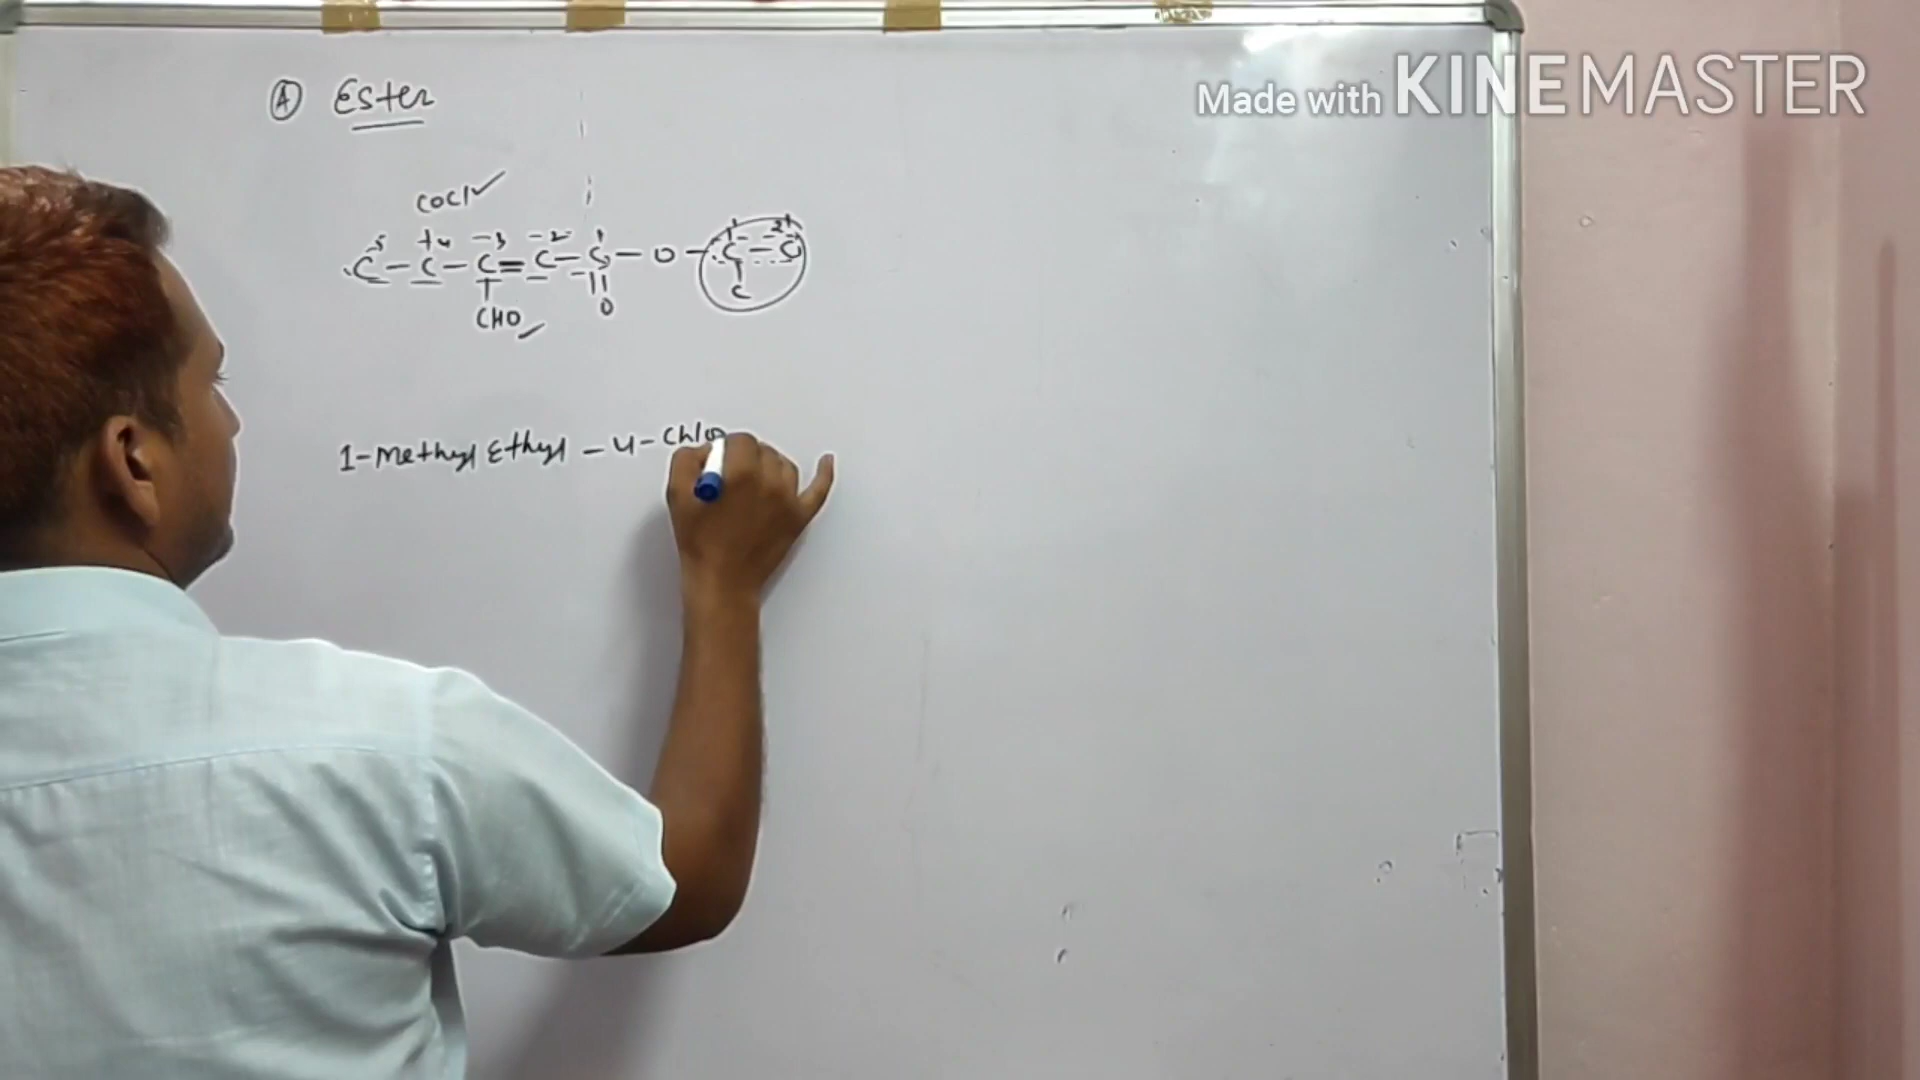 Made with KINEMASTER
(A) Ester
COCl ✓
5 4 3 2 1 1 2
C – C – C = C – C – O – C – C
CHO ✓ O C
1-Methyl Ethyl – 4 – Chlo